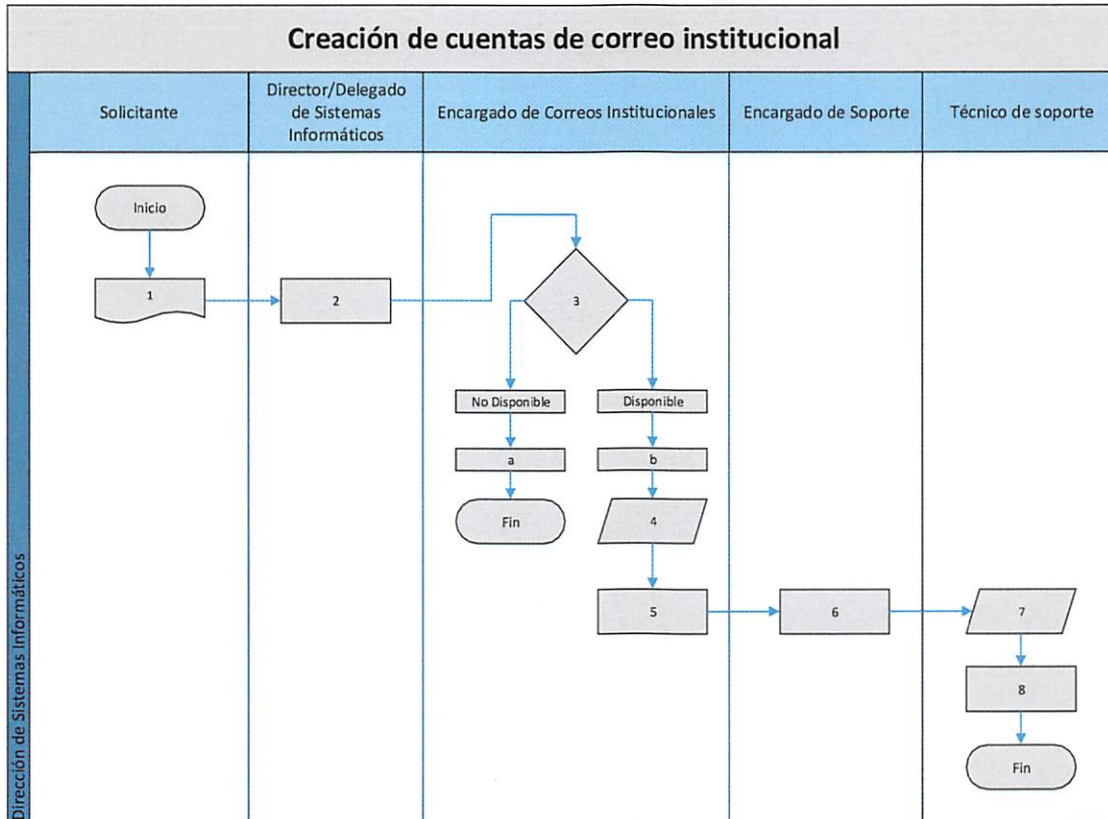 Creación de cuentas de correo institucional
Solicitante
Director/Delegado
de Sistemas
Informáticos
Encargado de Correos Institucionales
Encargado de Soporte
Técnico de soporte
Dirección de Sistemas Informáticos
Inicio
1
2
3
No Disponible
Disponible
a
b
Fin
4
5
6
7
8
Fin